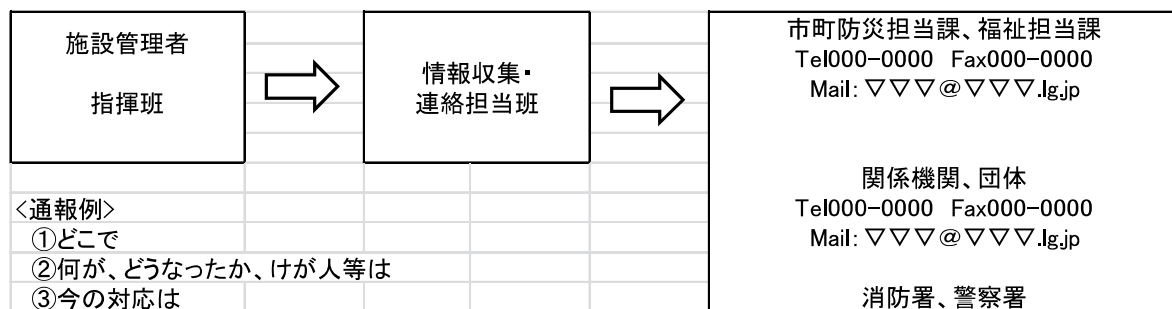 施設管理者
指揮班
情報収集・
連絡担当班
市町防災担当課、福祉担当課
Tel000-0000 Fax000-0000
Mail:▽▽▽@▽▽▽.lg.jp
関係機関、団体
Tel000-0000 Fax000-0000
Mail:▽▽▽@▽▽▽.lg.jp
消防署、警察署
<通報例>
①どこで
②何が、どうなったか、けが人等は
③今の対応は